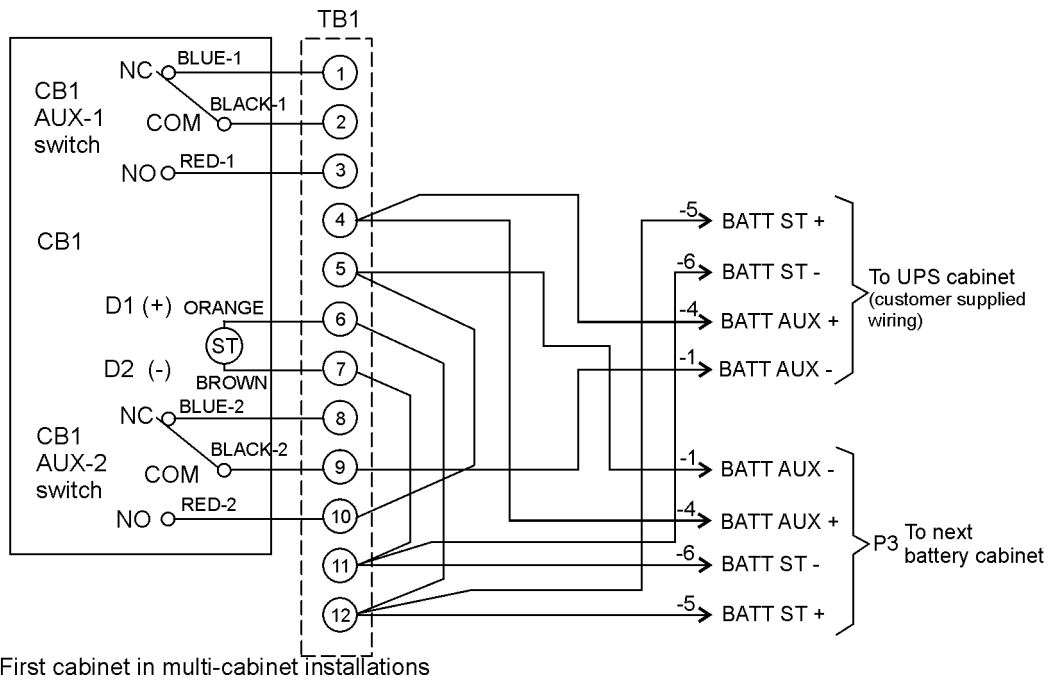 TB1
NC
BLUE-1
1
CB1
AUX-1
switch
BLACK-1
COM
2
NO
RED-1
3
4
-5
BATT ST +
CB1
5
-6
BATT ST -
To UPS cabinet
(customer supplied
wiring)
D1 (+)
ORANGE
6
-4
BATT AUX +
ST
D2 (-)
BROWN
7
-1
BATT AUX -
NC
BLUE-2
8
CB1
AUX-2
switch
BLACK-2
COM
9
-1
BATT AUX -
NO
RED-2
10
-4
BATT AUX +
P3
To next
battery cabinet
11
-6
BATT ST -
12
-5
BATT ST +
First cabinet in multi-cabinet installations